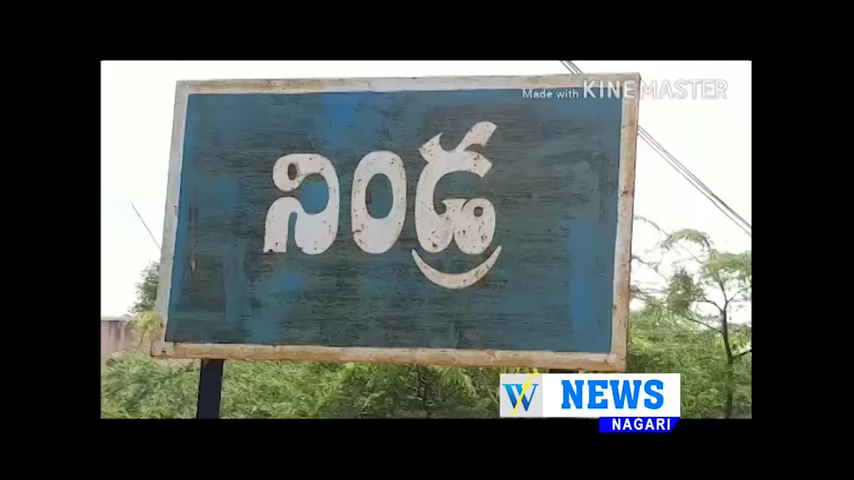 Made with KINEMASTER
నిండ్ర
W NEWS
NAGARI